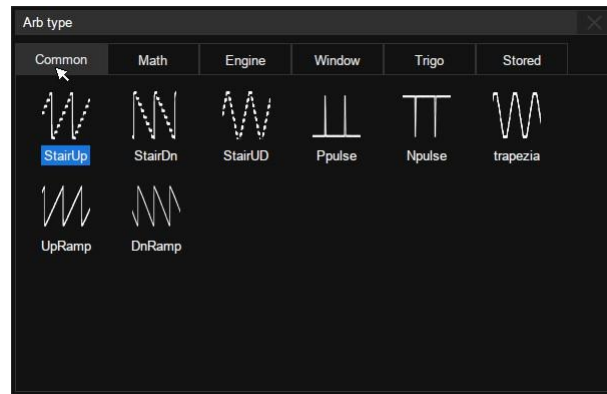 Arb type
Common Math Engine Window Trigo Stored
StairUp StairDn StairUD Ppulse Npulse trapezia
UpRamp DnRamp